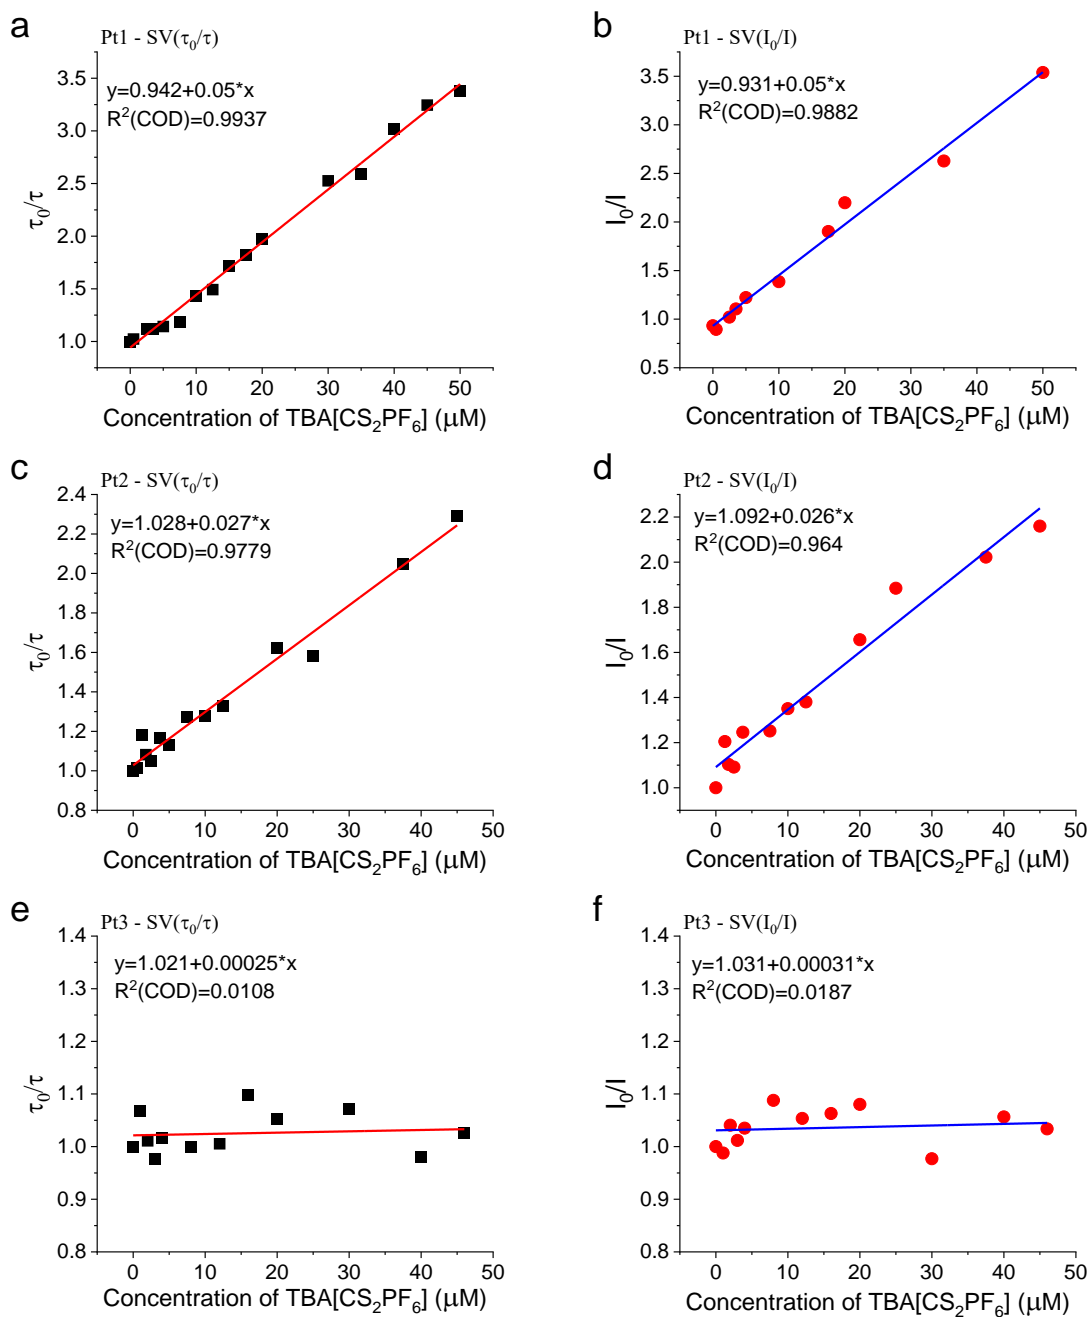 a
Pt1 - SV(τ₀/τ)
y=0.942+0.05*x
R²(COD)=0.9937
3.5
3.0
2.5
2.0
1.5
1.0
τ₀/τ
0 10 20 30 40 50
Concentration of TBA[CS₂PF₆] (μM)
b
Pt1 - SV(I₀/I)
y=0.931+0.05*x
R²(COD)=0.9882
3.5
3.0
2.5
2.0
1.5
1.0
0.5
I₀/I
0 10 20 30 40 50
Concentration of TBA[CS₂PF₆] (μM)
c
Pt2 - SV(τ₀/τ)
y=1.028+0.027*x
R²(COD)=0.9779
2.4
2.2
2.0
1.8
1.6
1.4
1.2
1.0
0.8
τ₀/τ
0 10 20 30 40 50
Concentration of TBA[CS₂PF₆] (μM)
d
Pt2 - SV(I₀/I)
y=1.092+0.026*x
R²(COD)=0.964
2.2
2.0
1.8
1.6
1.4
1.2
1.0
I₀/I
0 10 20 30 40 50
Concentration of TBA[CS₂PF₆] (μM)
e
Pt3 - SV(τ₀/τ)
y=1.021+0.00025*x
R²(COD)=0.0108
1.4
1.3
1.2
1.1
1.0
0.9
0.8
τ₀/τ
0 10 20 30 40 50
Concentration of TBA[CS₂PF₆] (μM)
f
Pt3 - SV(I₀/I)
y=1.031+0.00031*x
R²(COD)=0.0187
1.4
1.3
1.2
1.1
1.0
0.9
0.8
I₀/I
0 10 20 30 40 50
Concentration of TBA[CS₂PF₆] (μM)